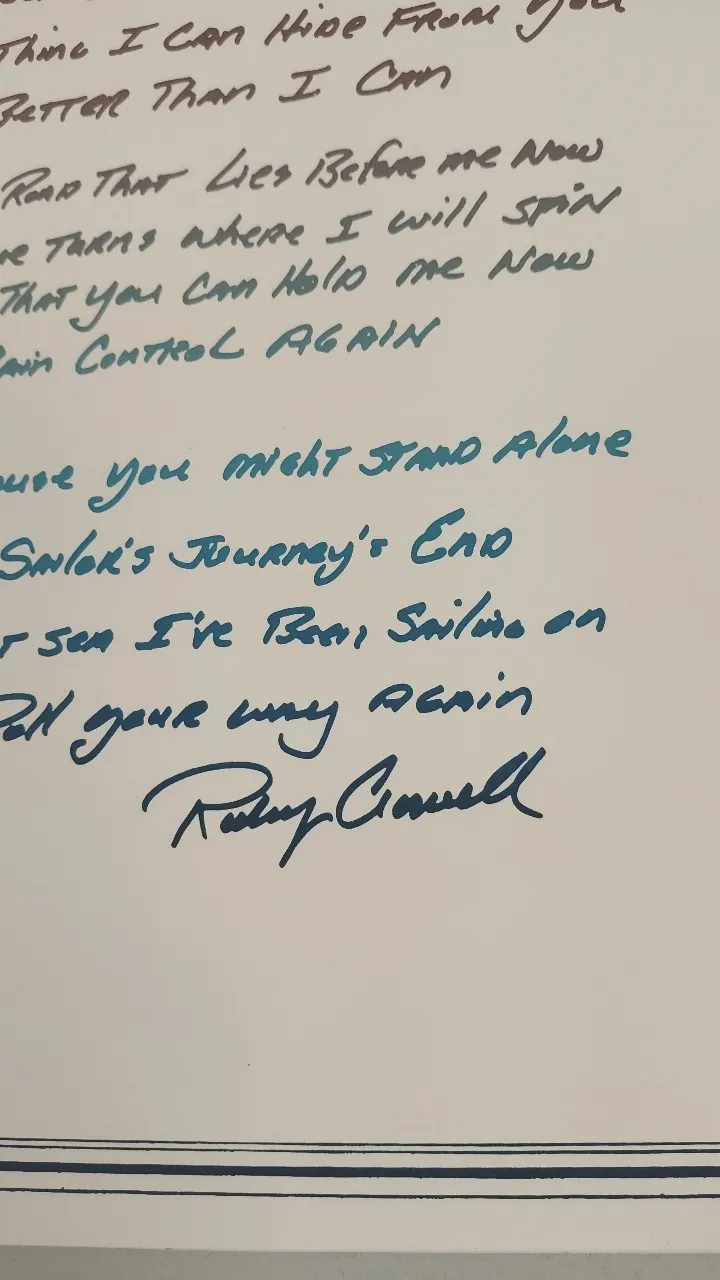 Thing I Can Hide From You
Better Than I Can
Road That Lies Before me Now
Turns where I will SPIN
That you Can Hold me Now
Control AGAIN
you might STAND Alone
Sailor's Journey's End
Sea I've Been Sailing on
your way AGAIN
Rodney Crowell